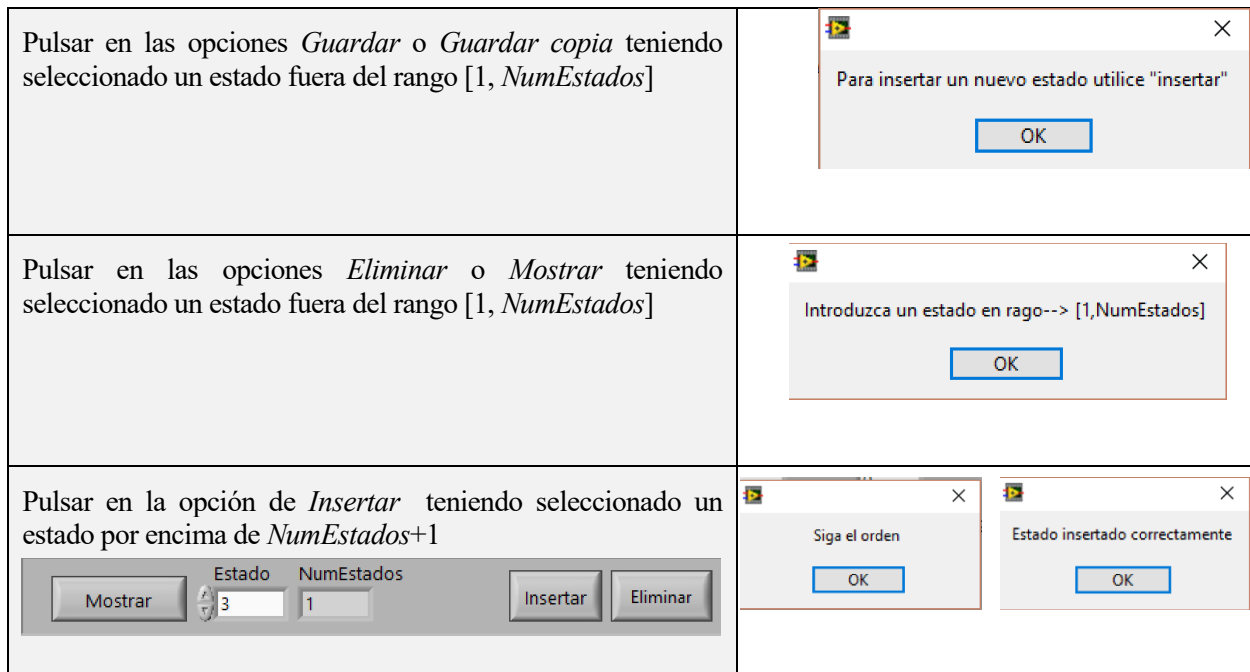 Pulsar en las opciones Guardar o Guardar copia teniendo
seleccionado un estado fuera del rango [1, NumEstados]
Para insertar un nuevo estado utilice "insertar"
OK
Pulsar en las opciones Eliminar o Mostrar teniendo
seleccionado un estado fuera del rango [1, NumEstados]
Introduzca un estado en rago--> [1,NumEstados]
OK
Pulsar en la opción de Insertar teniendo seleccionado un
estado por encima de NumEstados+1
Estado NumEstados
Mostrar 3 1 Insertar Eliminar
Siga el orden
OK
Estado insertado correctamente
OK